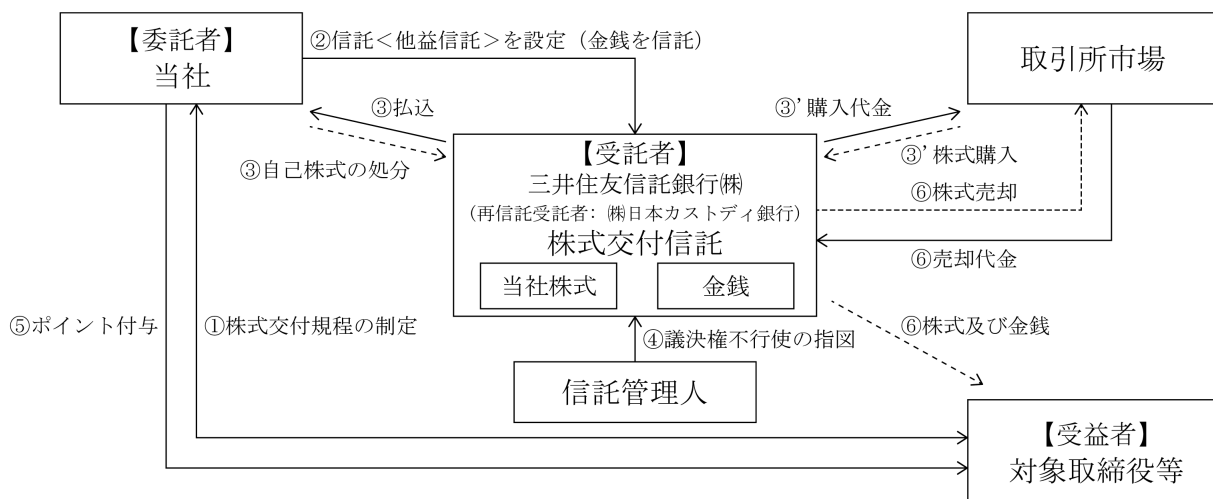 【委託者】
当社
②信託<他益信託>を設定（金銭を信託）
取引所市場
③払込
③自己株式の処分
③’購入代金
③’株式購入
【受託者】
三井住友信託銀行㈱
(再信託受託者：㈱日本カストディ銀行)
株式交付信託
当社株式
金銭
⑥株式売却
⑥売却代金
⑤ポイント付与
①株式交付規程の制定
④議決権不行使の指図
⑥株式及び金銭
信託管理人
【受益者】
対象取締役等